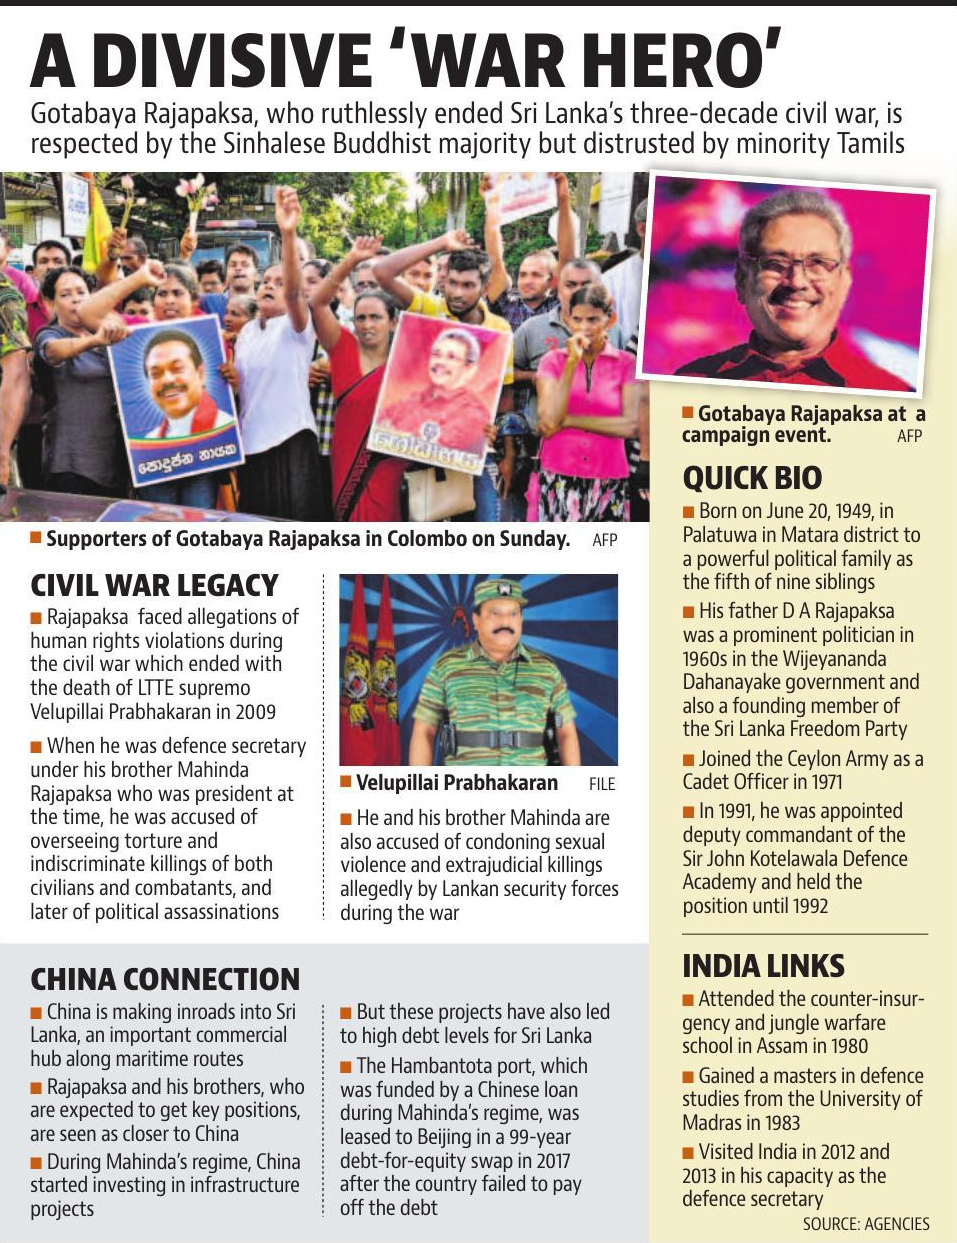 A DIVISIVE ‘WAR HERO’
Gotabaya Rajapaksa, who ruthlessly ended Sri Lanka’s three-decade civil war, is
respected by the Sinhalese Buddhist majority but distrusted by minority Tamils
පොදුජන නායක
■ Supporters of Gotabaya Rajapaksa in Colombo on Sunday. AFP
CIVIL WAR LEGACY
■ Rajapaksa faced allegations of
human rights violations during
the civil war which ended with
the death of LTTE supremo
Velupillai Prabhakaran in 2009
■ When he was defence secretary
under his brother Mahinda
Rajapaksa who was president at
the time, he was accused of
overseeing torture and
indiscriminate killings of both
civilians and combatants, and
later of political assassinations
■ Velupillai Prabhakaran FILE
■ He and his brother Mahinda are
also accused of condoning sexual
violence and extrajudicial killings
allegedly by Lankan security forces
during the war
CHINA CONNECTION
■ China is making inroads into Sri
Lanka, an important commercial
hub along maritime routes
■ Rajapaksa and his brothers, who
are expected to get key positions,
are seen as closer to China
■ During Mahinda’s regime, China
started investing in infrastructure
projects
■ But these projects have also led
to high debt levels for Sri Lanka
■ The Hambantota port, which
was funded by a Chinese loan
during Mahinda’s regime, was
leased to Beijing in a 99-year
debt-for-equity swap in 2017
after the country failed to pay
off the debt
■ Gotabaya Rajapaksa at a
campaign event. AFP
QUICK BIO
■ Born on June 20, 1949, in
Palatuwa in Matara district to
a powerful political family as
the fifth of nine siblings
■ His father D A Rajapaksa
was a prominent politician in
1960s in the Wijeyananda
Dahanayake government and
also a founding member of
the Sri Lanka Freedom Party
■ Joined the Ceylon Army as a
Cadet Officer in 1971
■ In 1991, he was appointed
deputy commandant of the
Sir John Kotelawala Defence
Academy and held the
position until 1992
INDIA LINKS
■ Attended the counter-insur-
gency and jungle warfare
school in Assam in 1980
■ Gained a masters in defence
studies from the University of
Madras in 1983
■ Visited India in 2012 and
2013 in his capacity as the
defence secretary
SOURCE: AGENCIES